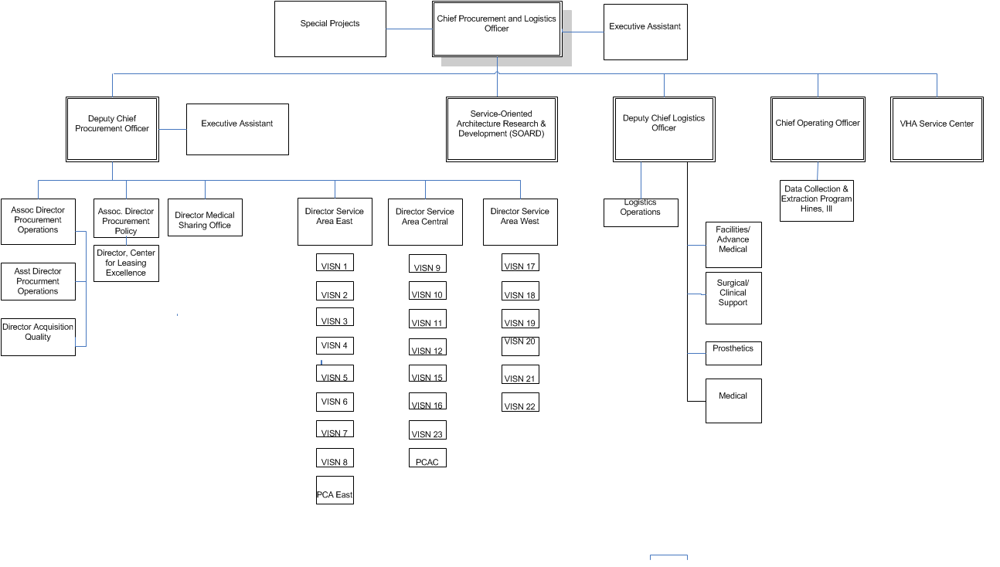 Special Projects
Chief Procurement and Logistics
Officer
Executive Assistant
Deputy Chief
Procurement Officer
Executive Assistant
Service-Oriented
Architecture Research &
Development (SOARD)
Deputy Chief Logistics
Officer
Chief Operating Officer
VHA Service Center
Assoc Director
Procurement
Operations
Assoc. Director
Procurement
Policy
Director Medical
Sharing Office
Director Service
Area East
Director Service
Area Central
Director Service
Area West
Logistics
Operations
Data Collection &
Extraction Program
Hines, Ill
Director, Center
for Leasing
Excellence
Asst Director
Procurment
Operations
Director Acquisition
Quality
VISN 1
VISN 2
VISN 3
VISN 4
VISN 5
VISN 6
VISN 7
VISN 8
PCA East
VISN 9
VISN 10
VISN 11
VISN 12
VISN 15
VISN 16
VISN 23
PCAC
VISN 17
VISN 18
VISN 19
VISN 20
VISN 21
VISN 22
Facilities/
Advance
Medical
Surgical/
Clinical
Support
Prosthetics
Medical